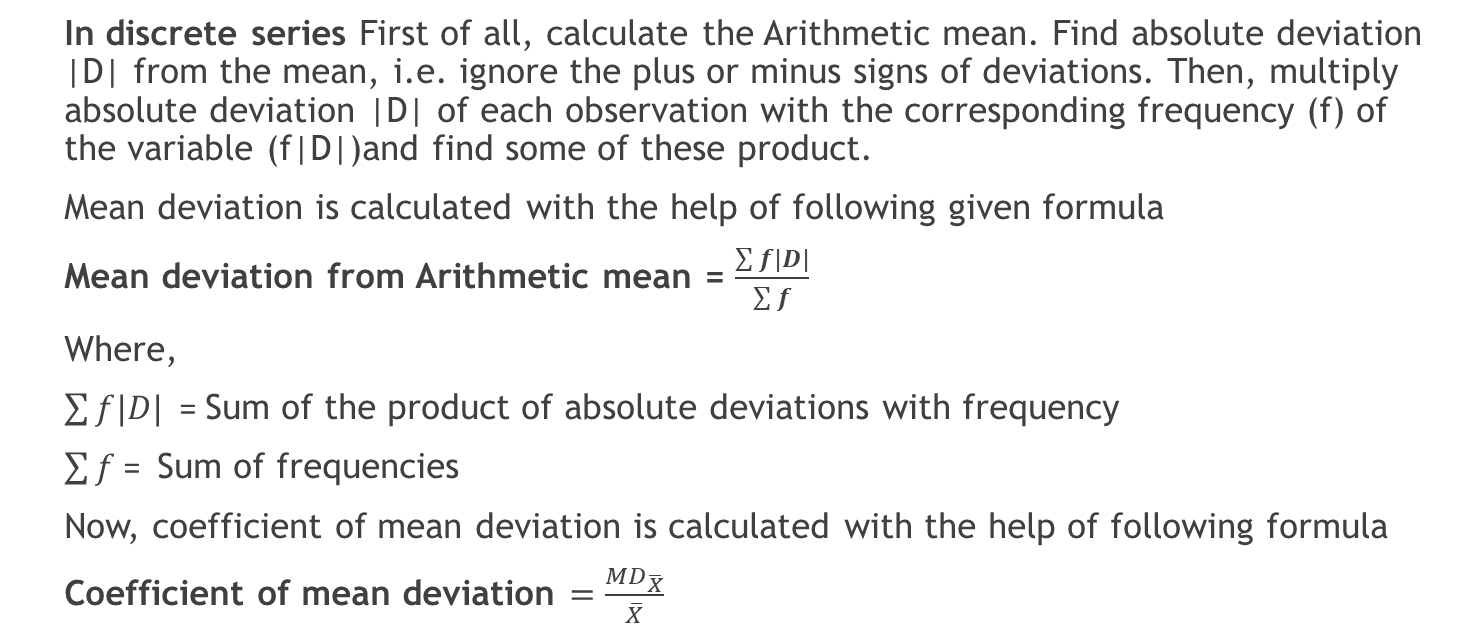 In discrete series First of all, calculate the Arithmetic mean. Find absolute deviation
|D| from the mean, i.e. ignore the plus or minus signs of deviations. Then, multiply
absolute deviation |D| of each observation with the corresponding frequency (f) of
the variable (f|D|)and find some of these product.
Mean deviation is calculated with the help of following given formula
Mean deviation from Arithmetic mean = ∑ f|D| / ∑ f
Where,
∑ f|D| = Sum of the product of absolute deviations with frequency
∑ f = Sum of frequencies
Now, coefficient of mean deviation is calculated with the help of following formula
Coefficient of mean deviation = MD X̄ / X̄